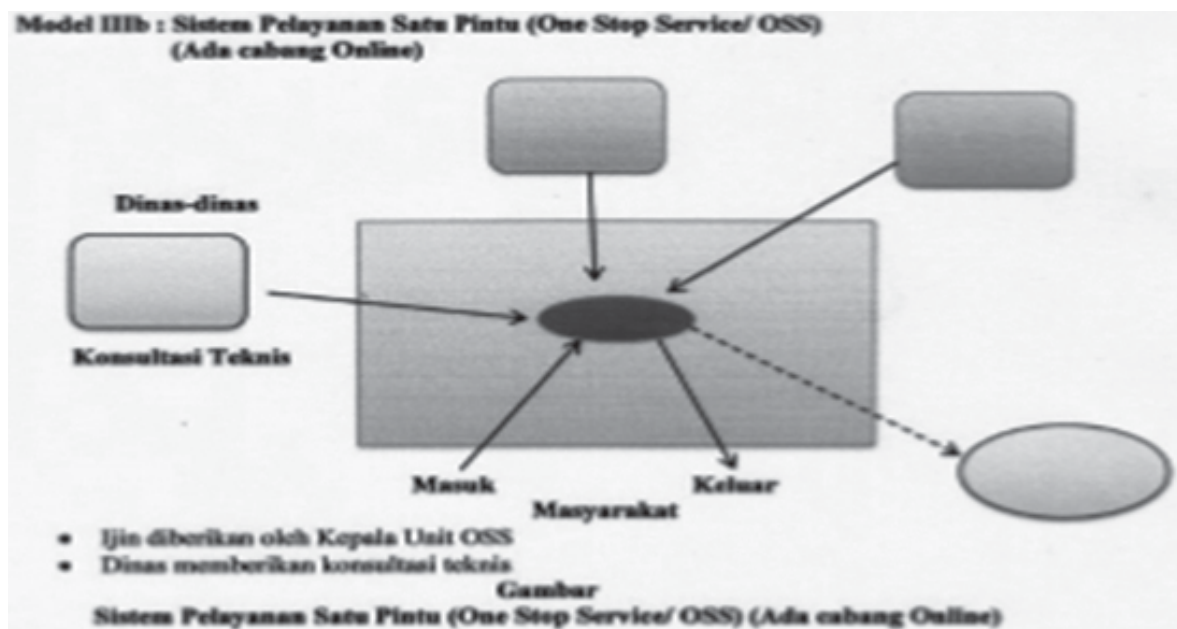 Model IIIb : Sistem Pelayanan Satu Pintu (One Stop Service/ OSS)
(Ada cabang Online)
Dinas-dinas
Konsultasi Teknis
Masuk
Keluar
Masyarakat
• Ijin diberikan oleh Kepala Unit OSS
• Dinas memberikan konsultasi teknis
Gambar
Sistem Pelayanan Satu Pintu (One Stop Service/ OSS) (Ada cabang Online)